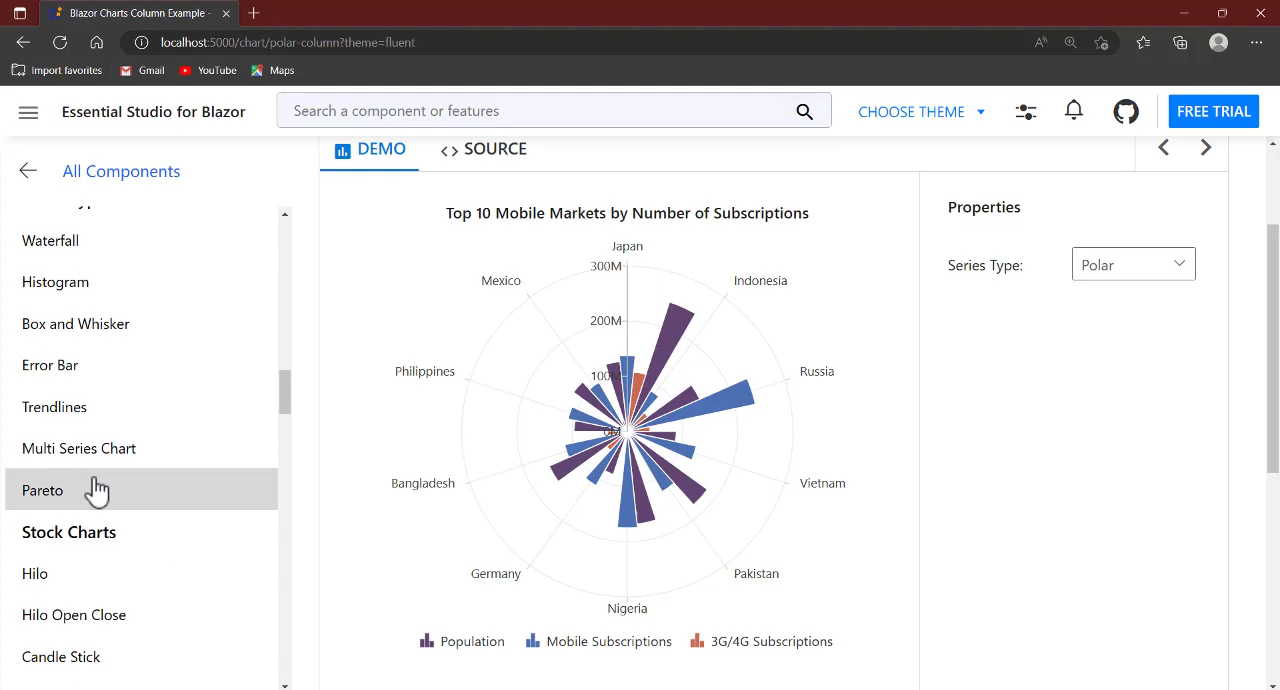 Blazor Charts Column Example -
localhost:5000/chart/polar-column?theme=fluent
Import favorites
Gmail
YouTube
Maps
Essential Studio for Blazor
Search a component or features
CHOOSE THEME
FREE TRIAL
All Components
DEMO
SOURCE
Waterfall
Histogram
Box and Whisker
Error Bar
Trendlines
Multi Series Chart
Pareto
Stock Charts
Hilo
Hilo Open Close
Candle Stick
Top 10 Mobile Markets by Number of Subscriptions
Japan
300M
Mexico
Indonesia
200M
Philippines
100M
Russia
0M
Bangladesh
Vietnam
Germany
Pakistan
Nigeria
Population
Mobile Subscriptions
3G/4G Subscriptions
Properties
Series Type:
Polar